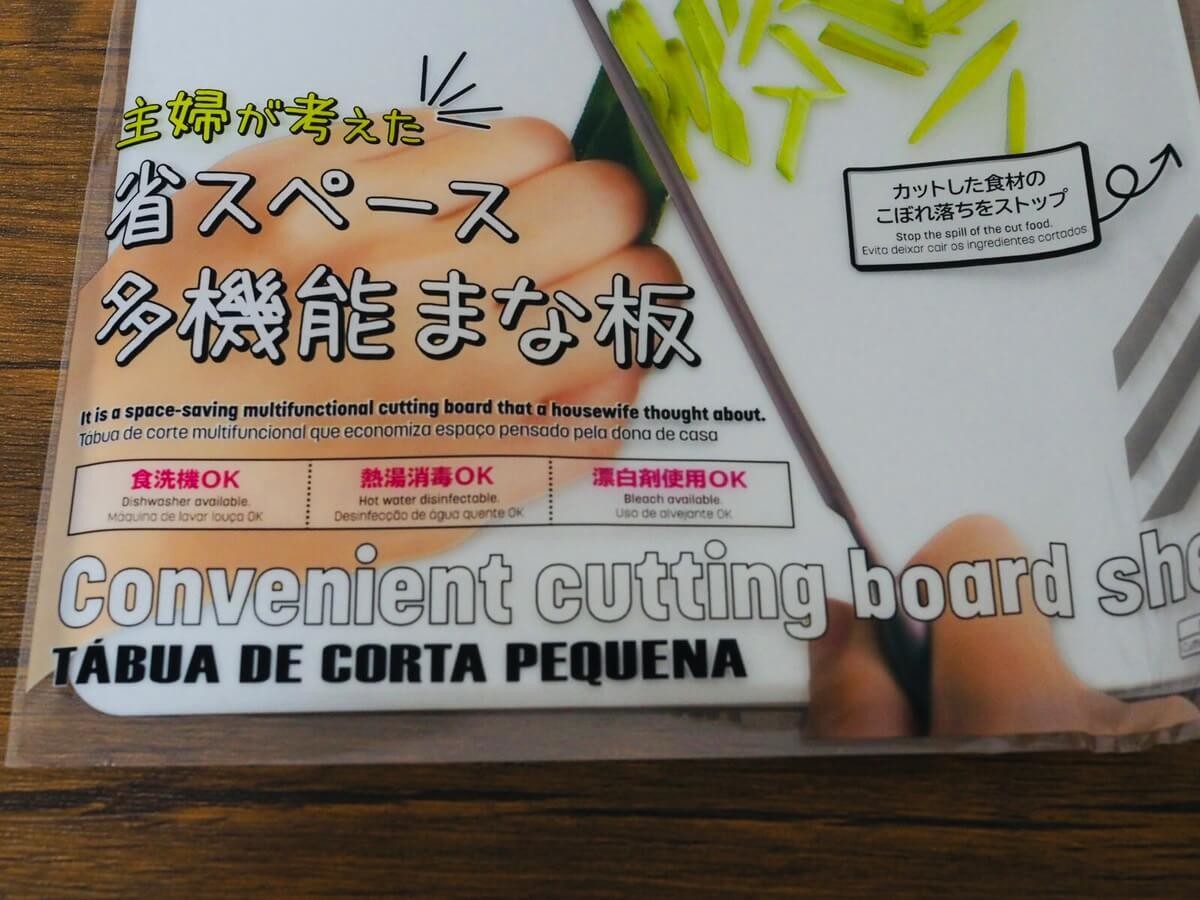 主婦が考えた
省スペース
多機能まな板
カットした食材の
こぼれ落ちをストップ
Stop the spill of the cut food.
Evita deixar cair os ingredientes cortados
It is a space-saving multifunctional cutting board that a housewife thought about.
Tábua de corte multifuncional que economiza espaço pensado pela dona de casa
食洗機OK
Dishwasher available.
Máquina de lavar louça OK
熱湯消毒OK
Hot water disinfectable.
Desinfecção de água quente OK
漂白剤使用OK
Bleach available.
Uso de alvejante OK
Convenient cutting board she
TÁBUA DE CORTA PEQUENA